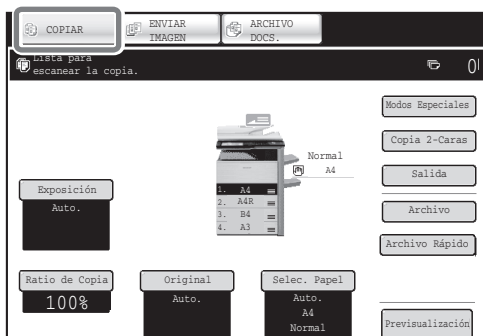 COPIAR
ENVIAR
IMAGEN
ARCHIVO
DOCS.
Lista para
escanear la copia.
0
Modos Especiales
Copia 2-Caras
Salida
Archivo
Archivo Rápido
Normal
A4
1. A4
2. A4R
3. B4
4. A3
Exposición
Auto.
Ratio de Copia
100%
Original
Auto.
Selec. Papel
Auto.
A4
Normal
Previsualización